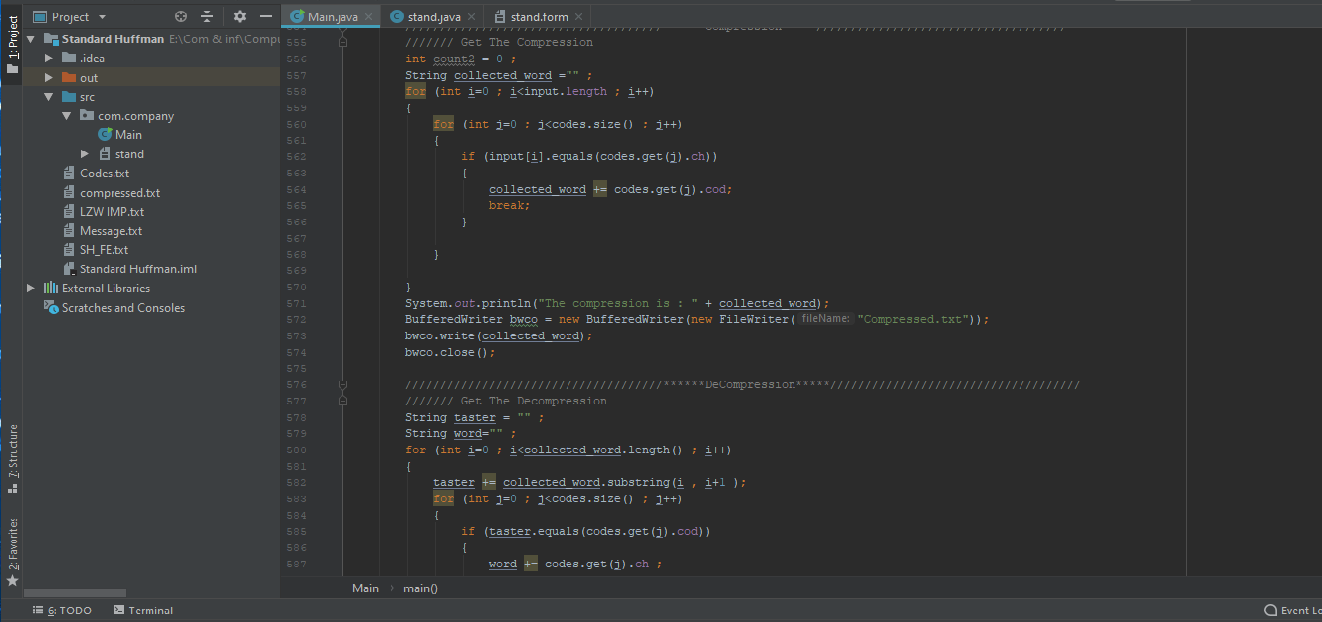 Project
Main.java
stand.java
stand.form
1: Project
Standard Huffman E:\Com & inf\Compu
.idea
out
src
com.company
Main
stand
Codes.txt
compressed.txt
LZW IMP.txt
Message.txt
SH_FE.txt
Standard Huffman.iml
External Libraries
Scratches and Consoles
7: Structure
2: Favorites
555 /////// Get The Compression
556 int count2 = 0 ;
557 String collected_word ="" ;
558 for (int i=0 ; i<input.length ; i++)
559 {
560 for (int j=0 ; j<codes.size() ; j++)
561 {
562 if (input[i].equals(codes.get(j).ch))
563 {
564 collected_word += codes.get(j).cod;
565 break;
566 }
567
568 }
569
570 }
571 System.out.println("The compression is : " + collected_word);
572 BufferedWriter bwco = new BufferedWriter(new FileWriter( fileName: "Compressed.txt"));
573 bwco.write(collected_word);
574 bwco.close();
575
576 /////////////////////////////////////******DeCompression*****////////////////////////////////////
577 /////// Get The Decompression
578 String taster = "" ;
579 String word="" ;
580 for (int i=0 ; i<collected_word.length() ; i++)
581 {
582 taster += collected_word.substring(i , i+1 );
583 for (int j=0 ; j<codes.size() ; j++)
584 {
585 if (taster.equals(codes.get(j).cod))
586 {
587 word += codes.get(j).ch ;
Main › main()
6: TODO
Terminal
Event Lo